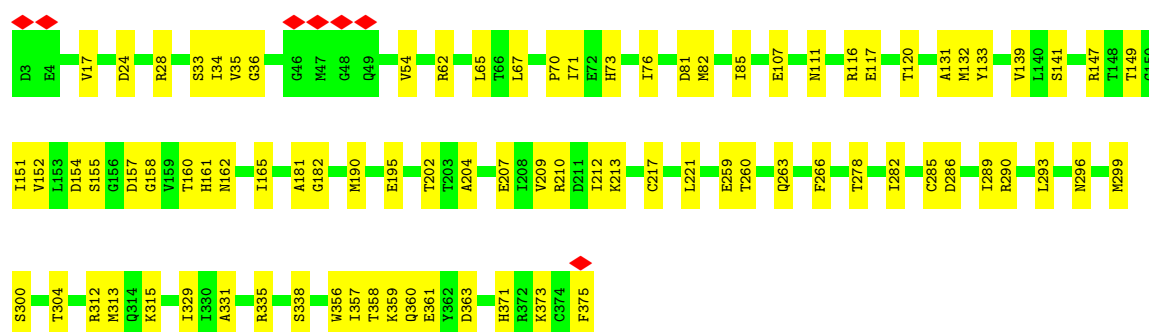 D3 E4 V17 D24 R28 S33 I34 V35 G36 G46 M47 G48 Q49 V54 R62 L65 T66 L67 P70 I71 E72 H73 I76 D81 M82 I85 E107 N111 R116 E117 T120 A131 M132 Y133 V139 L140 S141 R147 T148 T149 G150
I151 V152 L153 D154 S155 G156 D157 G158 V159 T160 H161 N162 I165 A181 G182 M190 E195 T202 T203 A204 E207 I208 V209 R210 D211 I212 K213 C217 L221 E259 T260 Q263 F266 T278 I282 C285 D286 I289 R290 L293 N296 M299
S300 T304 R312 M313 Q314 K315 I329 I330 A331 R335 S338 W356 I357 T358 K359 Q360 E361 Y362 D363 H371 R372 K373 C374 F375